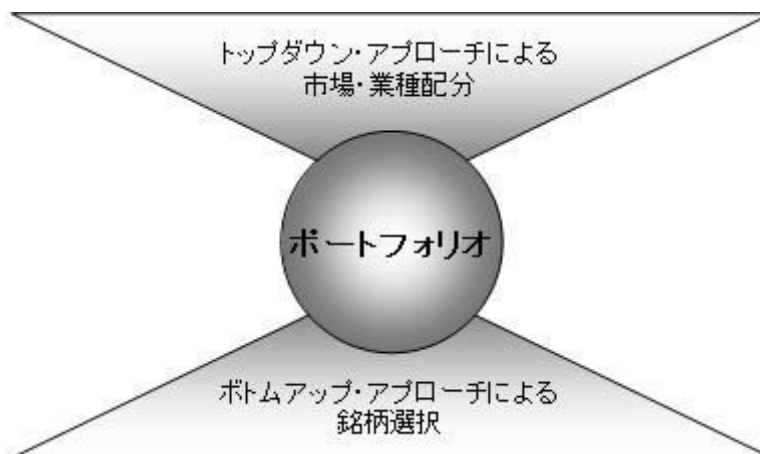 トップダウン・アプローチによる
市場・業種配分
ポートフォリオ
ボトムアップ・アプローチによる
銘柄選択